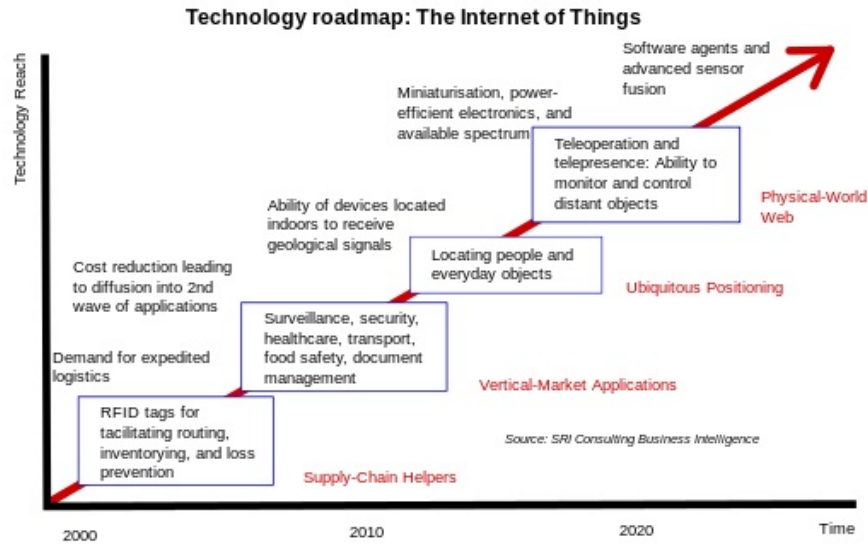 Technology roadmap: The Internet of Things
Technology Reach
Software agents and
advanced sensor
fusion
Miniaturisation, power-
efficient electronics, and
available spectrum
Teleoperation and
telepresence: Ability to
monitor and control
distant objects
Physical-World
Web
Ability of devices located
indoors to receive
geological signals
Locating people and
everyday objects
Ubiquitous Positioning
Cost reduction leading
to diffusion into 2nd
wave of applications
Surveillance, security,
healthcare, transport,
food safety, document
management
Vertical-Market Applications
Demand for expedited
logistics
RFID tags for
tacilitating routing,
inventorying, and loss
prevention
Supply-Chain Helpers
Source: SRI Consulting Business Intelligence
2000
2010
2020
Time